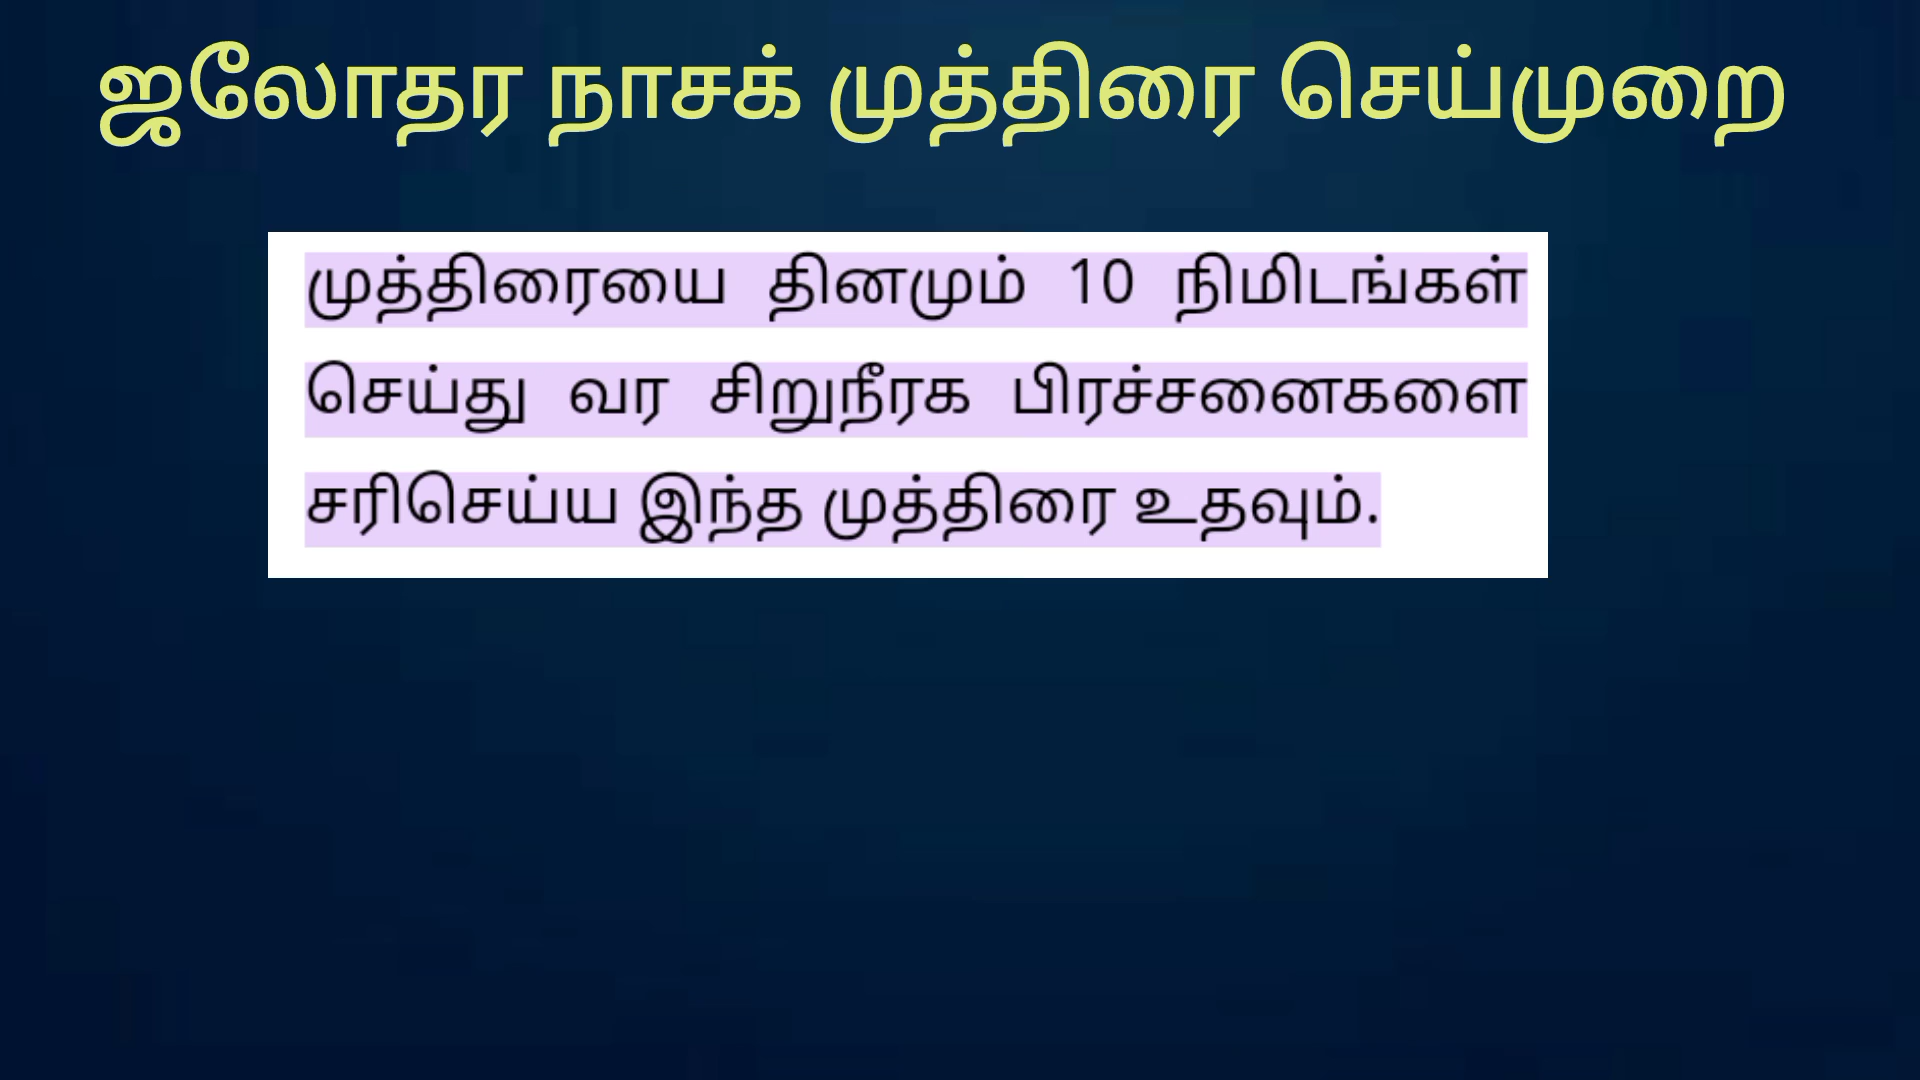 ஜலோதர நாசக் முத்திரை செய்முறை
முத்திரையை தினமும் 10 நிமிடங்கள்
செய்து வர சிறுநீரக பிரச்சனைகளை
சரிசெய்ய இந்த முத்திரை உதவும்.